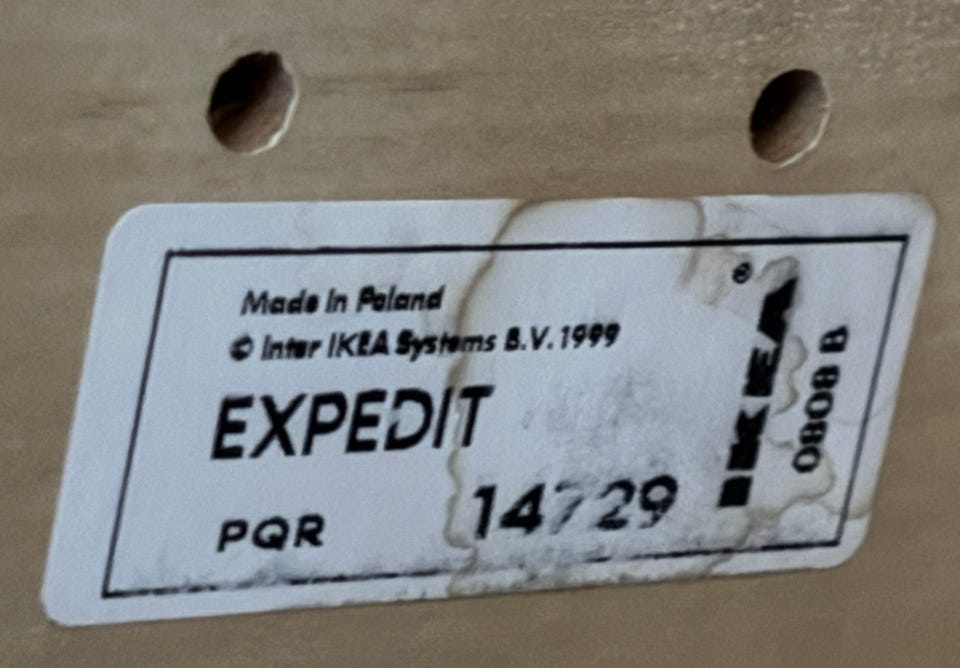 Made in Poland
© Inter IKEA Systems B.V. 1999
EXPEDIT
PQR 14729
®
IKEA
0808 B